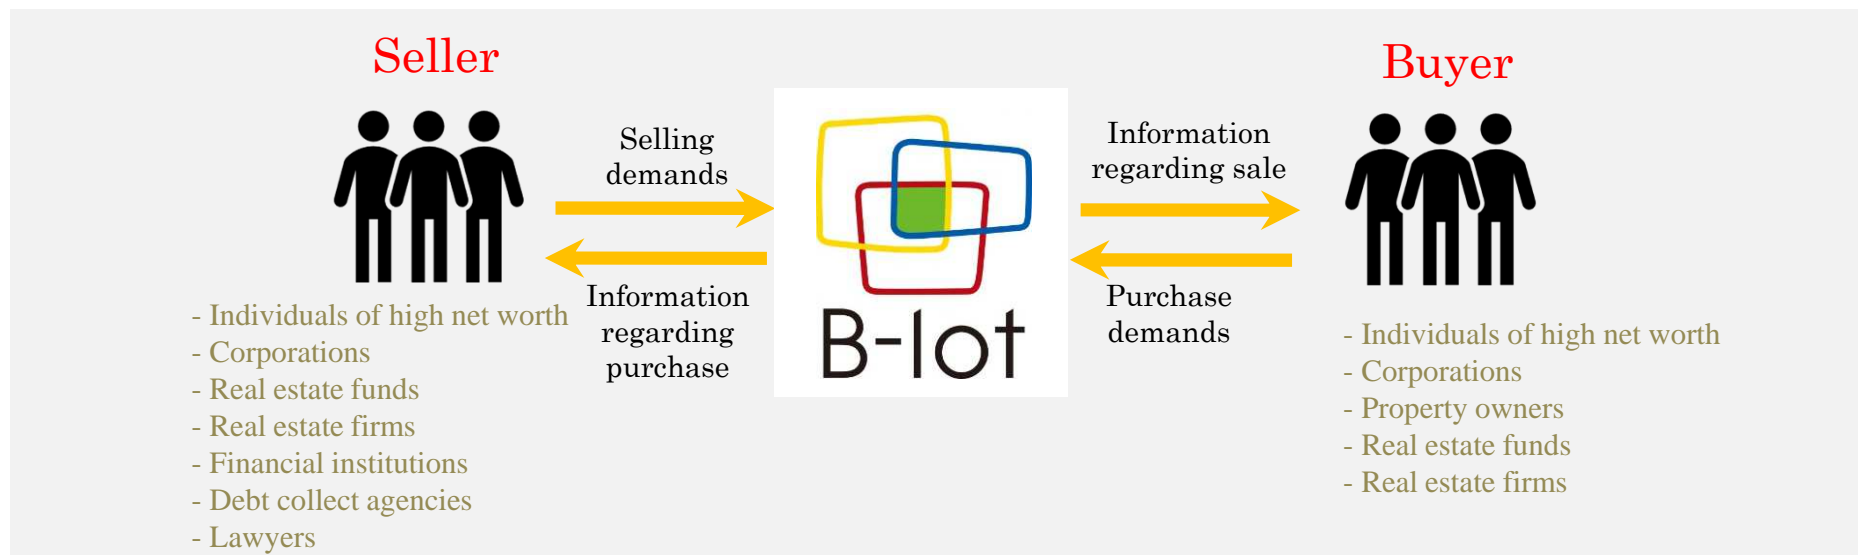 Seller
Selling
demands
Information
regarding
purchase
- Individuals of high net worth
- Corporations
- Real estate funds
- Real estate firms
- Financial institutions
- Debt collect agencies
- Lawyers
B-lot
Information
regarding sale
Purchase
demands
Buyer
- Individuals of high net worth
- Corporations
- Property owners
- Real estate funds
- Real estate firms